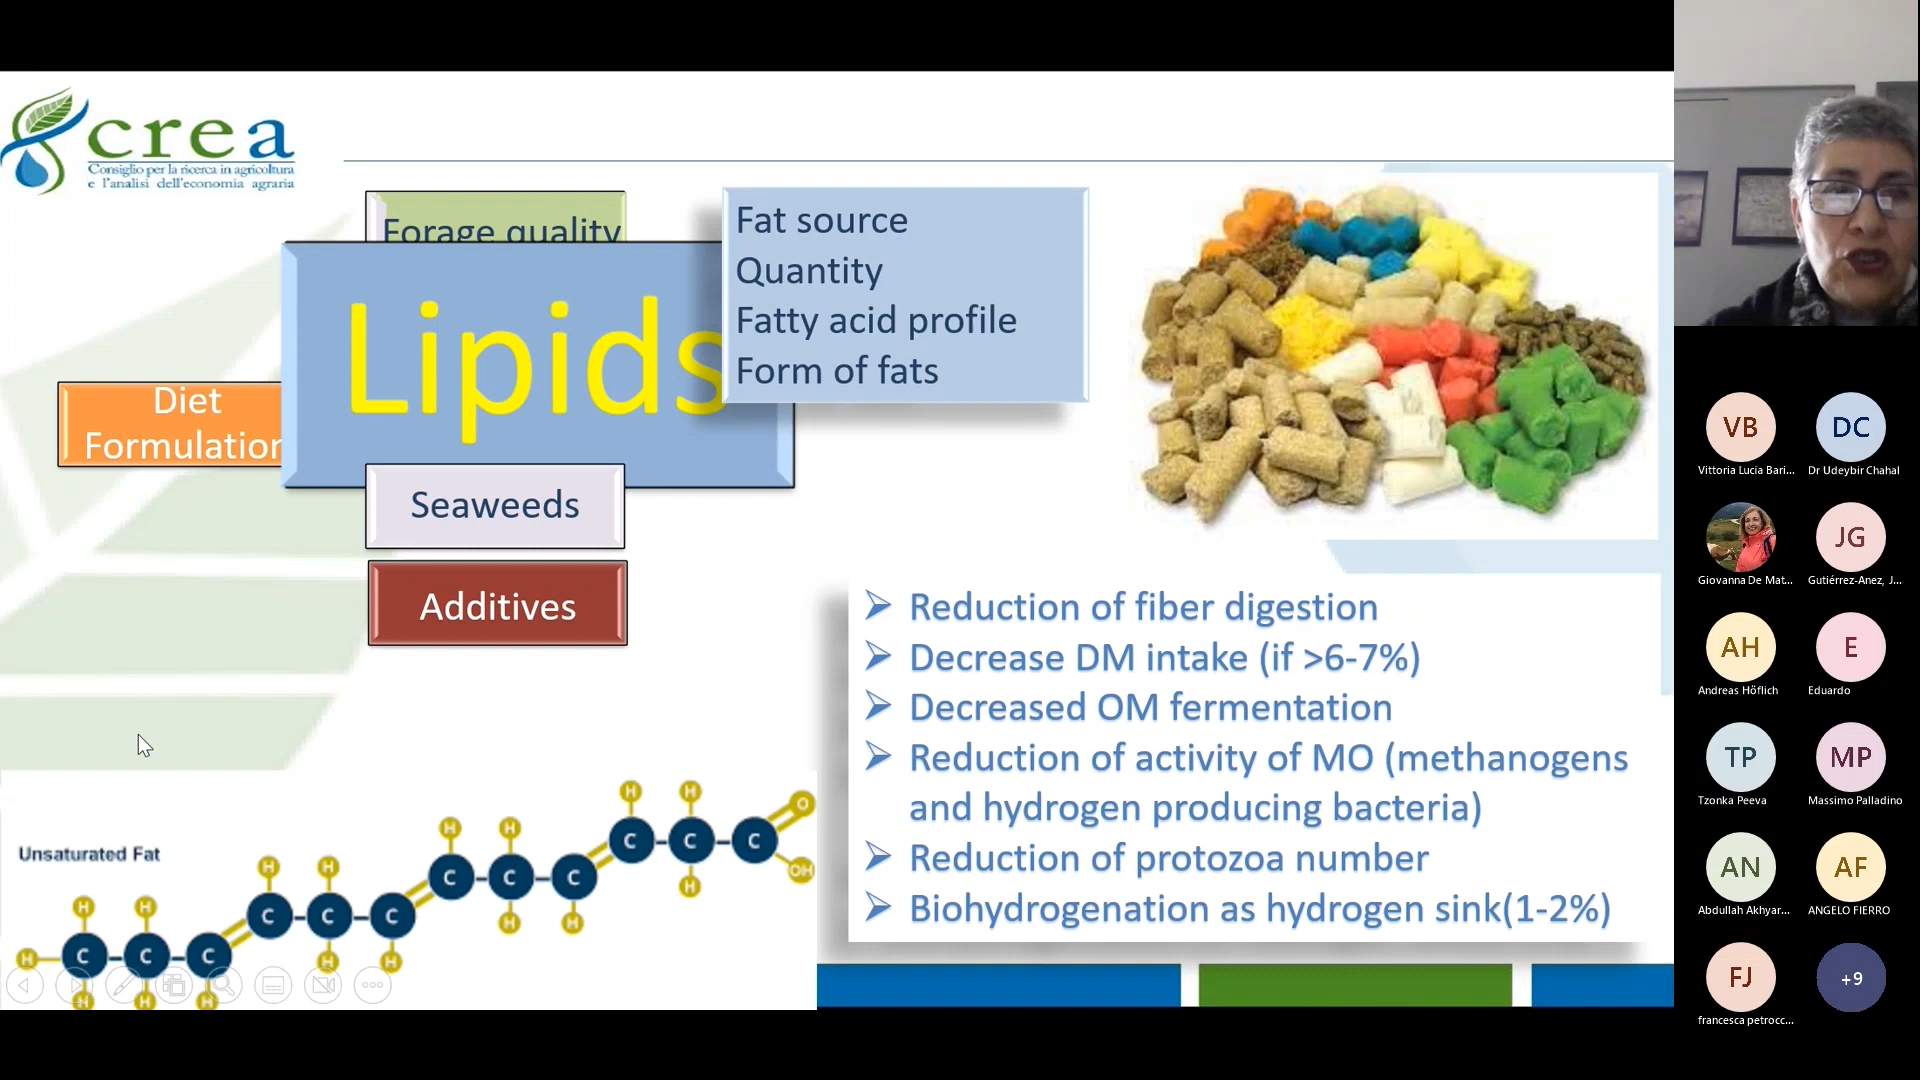 crea
Consiglio per la ricerca in agricoltura
e l'analisi dell'economia agraria
Forage quality
Lipids
Fat source
Quantity
Fatty acid profile
Form of fats
Diet
Formulation
Seaweeds
Additives
Reduction of fiber digestion
Decrease DM intake (if >6-7%)
Decreased OM fermentation
Reduction of activity of MO (methanogens
and hydrogen producing bacteria)
Reduction of protozoa number
Biohydrogenation as hydrogen sink(1-2%)
Unsaturated Fat
H H O
H H C C C OH
H H C C C H
H H C C C H H
H C C C H H
H H H
VB DC
Vittoria Lucia Bari... Dr Udeybir Chahal
JG
Giovanna De Mat... Gutiérrez-Anez, J...
AH E
Andreas Höflich Eduardo
TP MP
Tzonka Peeva Massimo Palladino
AN AF
Abdullah Akhyar... ANGELO FIERRO
FJ +9
francesca petrocc...